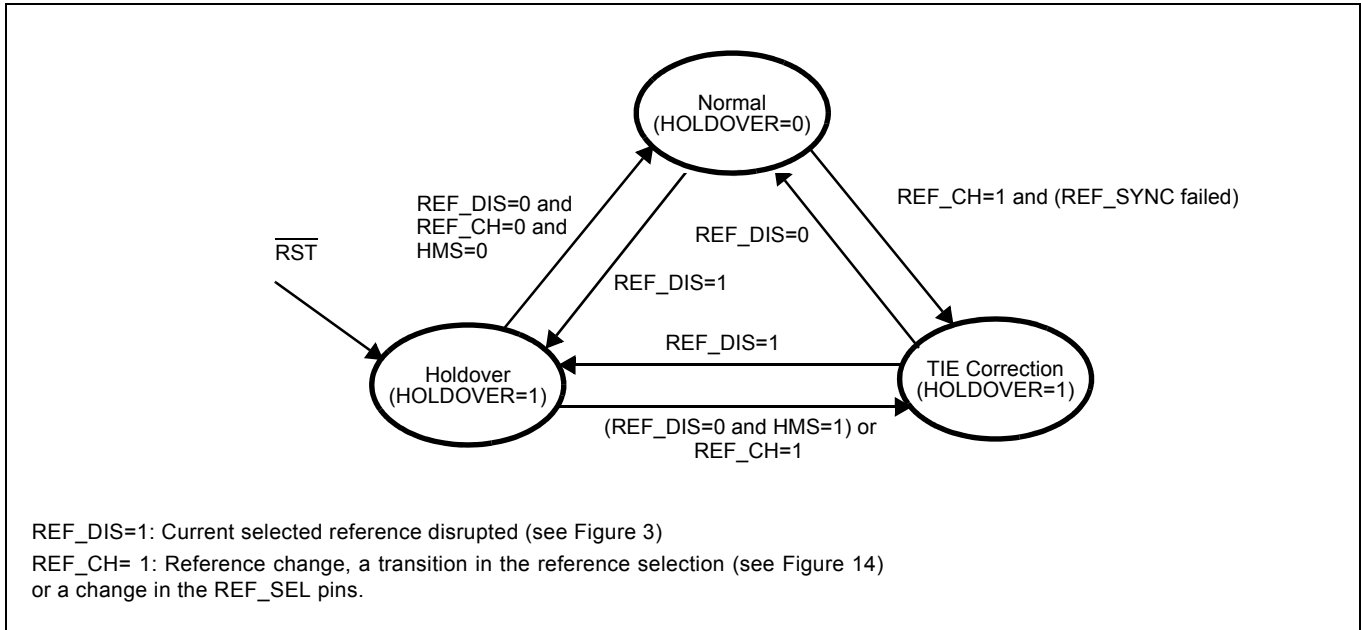 Normal
(HOLDOVER=0)
REF_DIS=0 and
REF_CH=0 and
HMS=0
REF_CH=1 and (REF_SYNC failed)
REF_DIS=0
RST
REF_DIS=1
REF_DIS=1
Holdover
(HOLDOVER=1)
TIE Correction
(HOLDOVER=1)
(REF_DIS=0 and HMS=1) or
REF_CH=1
REF_DIS=1: Current selected reference disrupted (see Figure 3)
REF_CH= 1: Reference change, a transition in the reference selection (see Figure 14)
or a change in the REF_SEL pins.